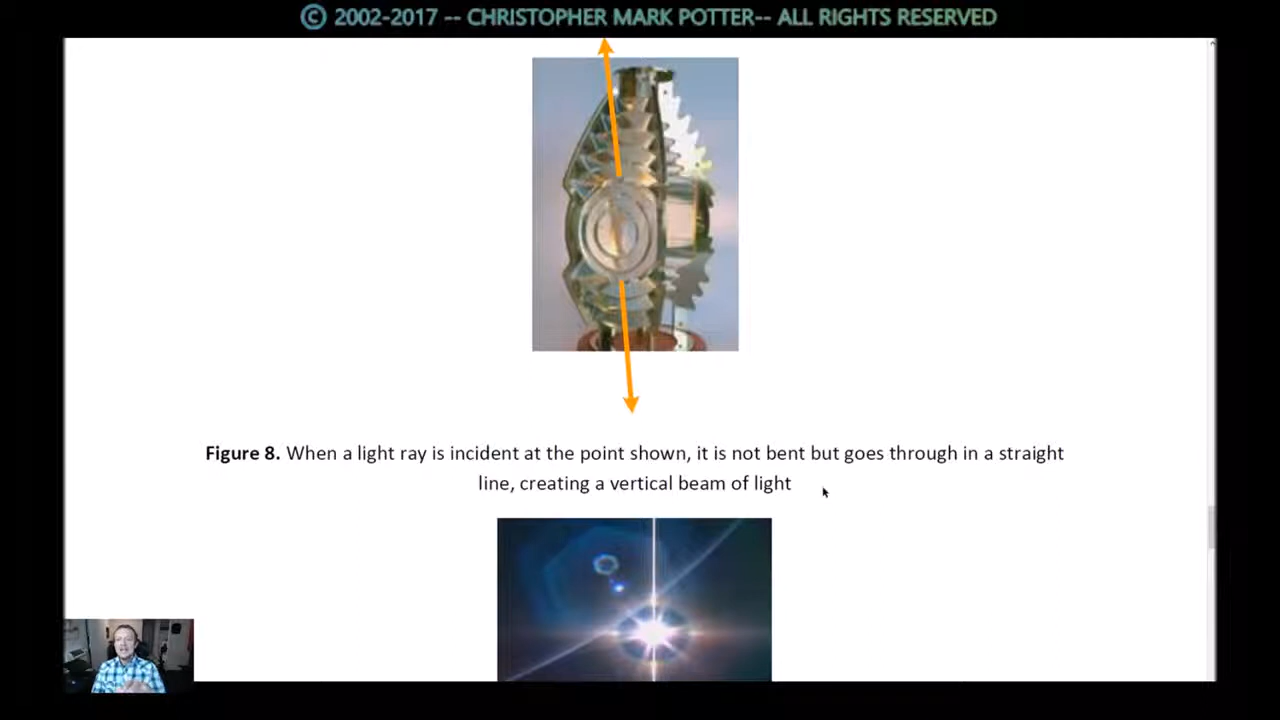 © 2002-2017 -- CHRISTOPHER MARK POTTER-- ALL RIGHTS RESERVED
Figure 8. When a light ray is incident at the point shown, it is not bent but goes through in a straight
line, creating a vertical beam of light